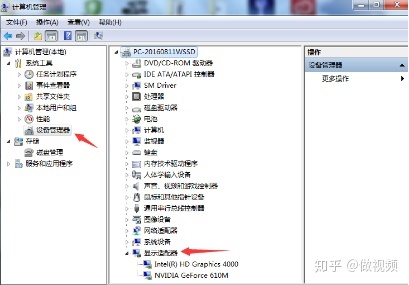 计算机管理
文件(F) 操作(A) 查看(V) 帮助(H)
计算机管理(本地)
系统工具
任务计划程序
事件查看器
共享文件夹
本地用户和组
性能
设备管理器
存储
磁盘管理
服务和应用程序
PC-20160811WSSD
DVD/CD-ROM 驱动器
IDE ATA/ATAPI 控制器
SM Driver
处理器
磁盘驱动器
电池
计算机
监视器
键盘
内存技术驱动程序
人体学输入设备
声音、视频和游戏控制器
鼠标和其他指针设备
通用串行总线控制器
图像设备
网络适配器
系统设备
显示适配器
Intel(R) HD Graphics 4000
NVIDIA GeForce 610M
操作
设备管理器
更多操作
知乎 @做视频